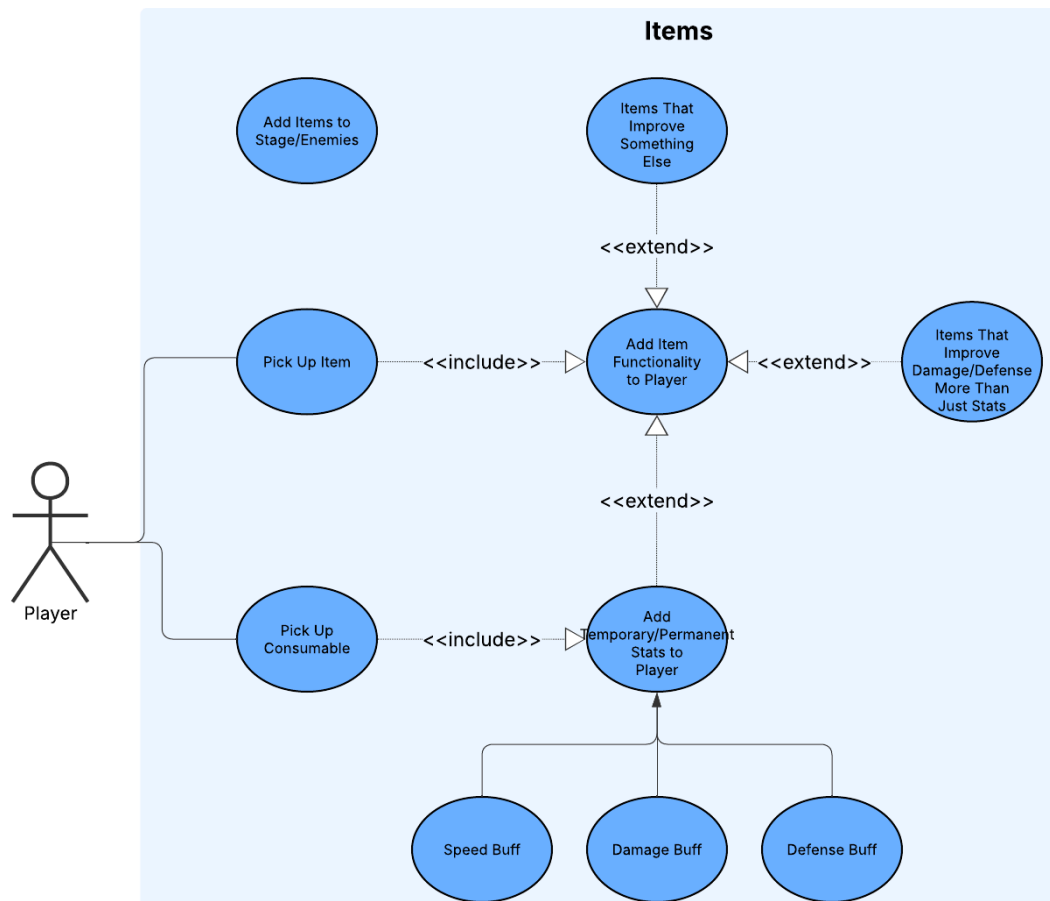 Items
Add Items to
Stage/Enemies
Items That
Improve
Something
Else
<<extend>>
Pick Up Item
<<include>>
Add Item
Functionality
to Player
<<extend>>
Items That
Improve
Damage/Defense
More Than
Just Stats
<<extend>>
Player
Pick Up
Consumable
<<include>>
Add
Temporary/Permanent
Stats to
Player
Speed Buff
Damage Buff
Defense Buff